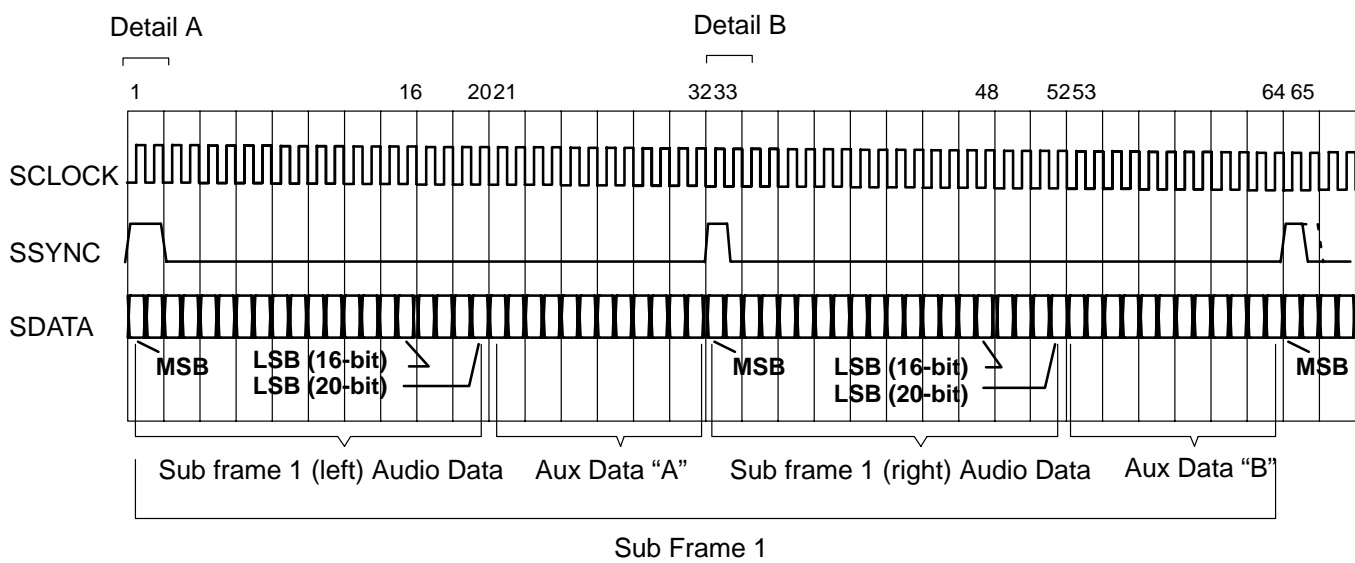 Detail A
Detail B
1 16 2021 3233 48 5253 64 65
SCLOCK
SSYNC
SDATA
MSB
LSB (16-bit)
LSB (20-bit)
MSB
LSB (16-bit)
LSB (20-bit)
MSB
Sub frame 1 (left) Audio Data
Aux Data “A”
Sub frame 1 (right) Audio Data
Aux Data “B”
Sub Frame 1